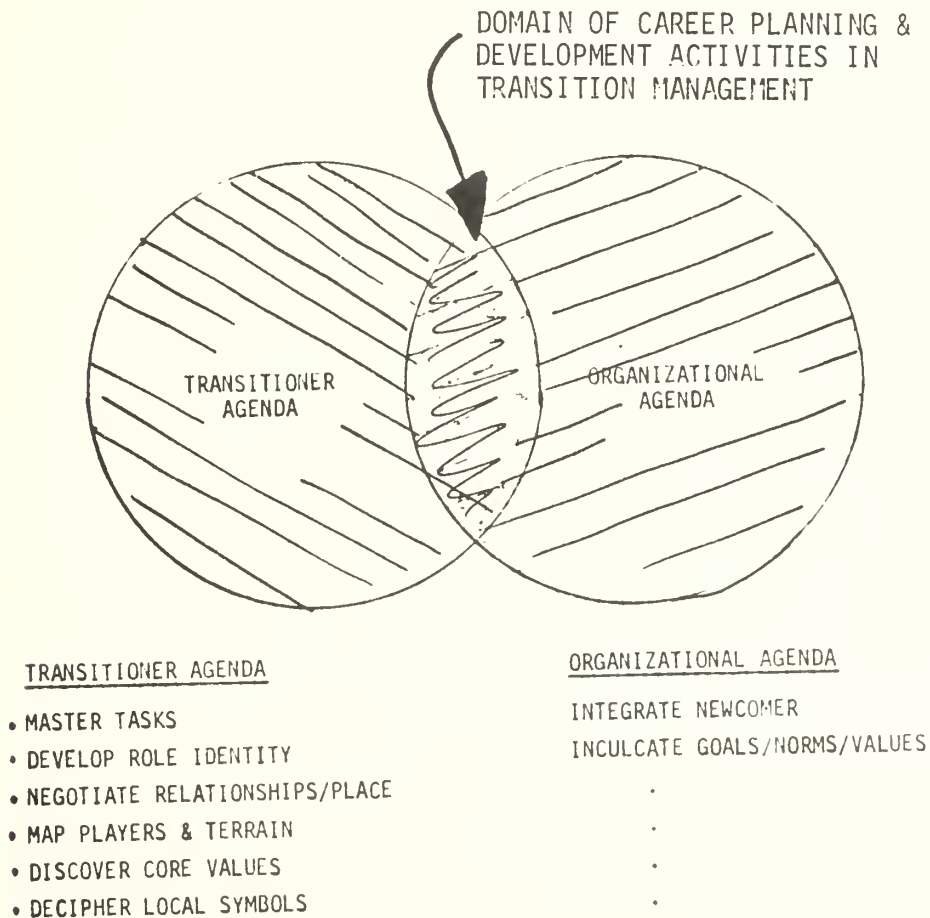 DOMAIN OF CAREER PLANNING &
DEVELOPMENT ACTIVITIES IN
TRANSITION MANAGEMENT
TRANSITIONER
AGENDA
ORGANIZATIONAL
AGENDA
TRANSITIONER AGENDA
• MASTER TASKS
• DEVELOP ROLE IDENTITY
• NEGOTIATE RELATIONSHIPS/PLACE
• MAP PLAYERS & TERRAIN
• DISCOVER CORE VALUES
• DECIPHER LOCAL SYMBOLS
ORGANIZATIONAL AGENDA
INTEGRATE NEWCOMER
INCULCATE GOALS/NORMS/VALUES
.
.
.
.